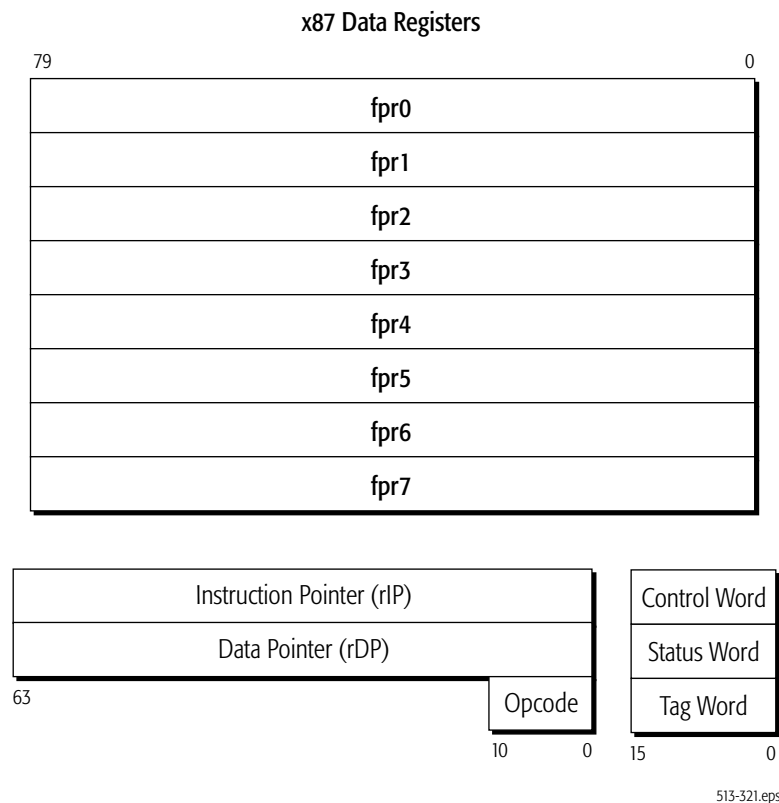 x87 Data Registers
79 0
fpr0
fpr1
fpr2
fpr3
fpr4
fpr5
fpr6
fpr7
Instruction Pointer (rIP)
Data Pointer (rDP)
63
Opcode
10 0
Control Word
Status Word
Tag Word
15 0
513-321.eps